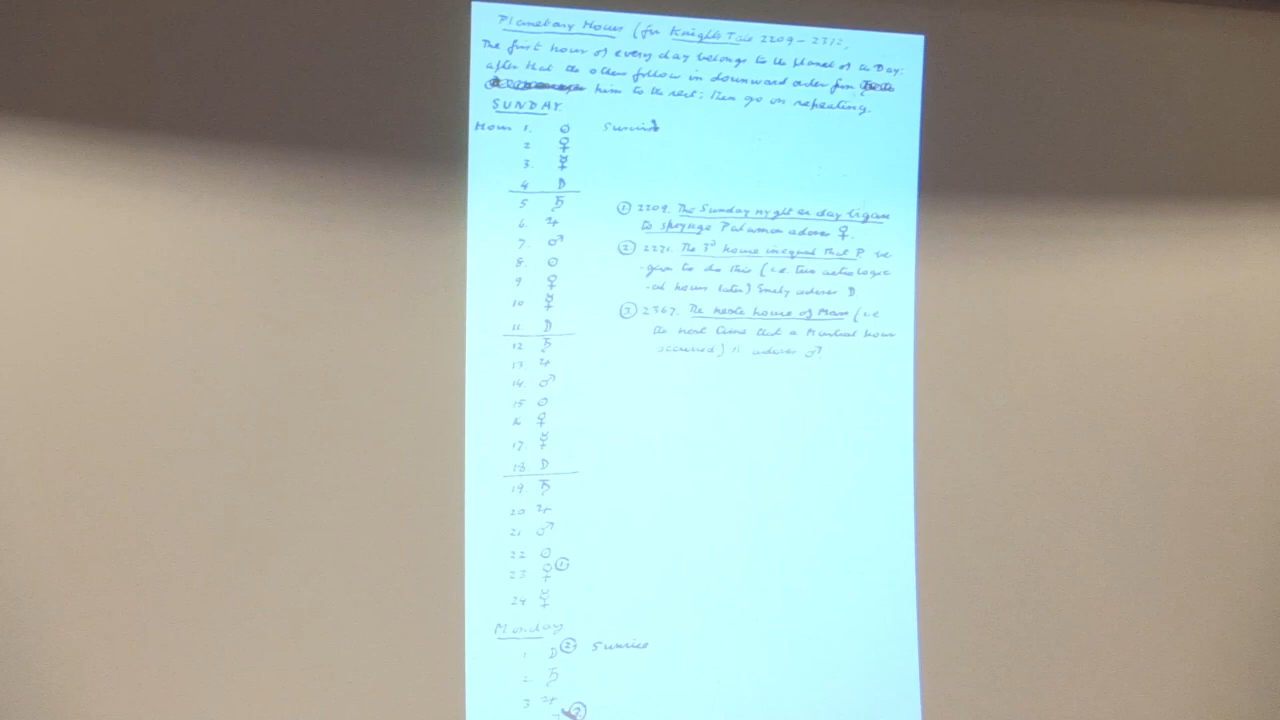 Planetary Hours (for Knight's Tale 2209 – 2312,
The first hour of every day belongs to the planet of the Day:
after that the others follow in downward order from
him to the rest: then go on repeating.
SUNDAY.
Hour 1. ☉ Sunrise
2 ♀
3. ☿
4 D
5 ♄
6. ♃
7. ♂
8. ☉
9 ♀
10 ☿
11. D
12 ♄
13. ♃
14. ♂
15 ☉
16 ♀
17. ☿
18. D
19 ♄
20 ♃
21 ♂
22 ☉
23 ♀ ①
24 ☿
Monday
1 D ② Sunrise
2 ♄
3 ♃
③
① 2209. The Sunday nyght er day bigan
to sprynge Palamon adores ♀.
② 2271. The 3rd houre inequal that P. be-
-gan to do this (i.e. two astrologic-
-al hours later) Emely adores D
③ 2367. The nexte houre of Mars (i.e
the next time that a Martial hour
occurred) A. adores ♂.